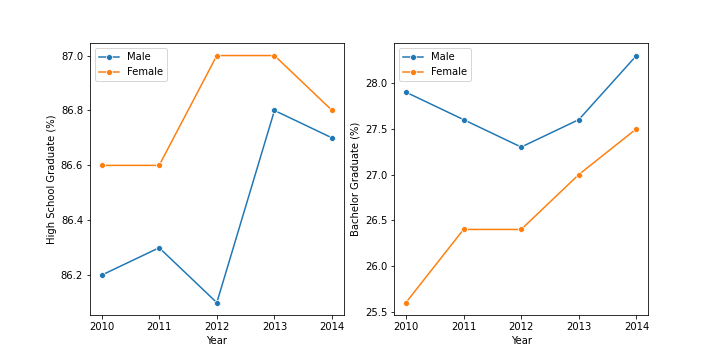 Male
Female
87.0
86.8
86.6
86.4
86.2
High School Graduate (%)
2010 2011 2012 2013 2014
Year
Male
Female
28.0
27.5
27.0
26.5
26.0
25.5
Bachelor Graduate (%)
2010 2011 2012 2013 2014
Year